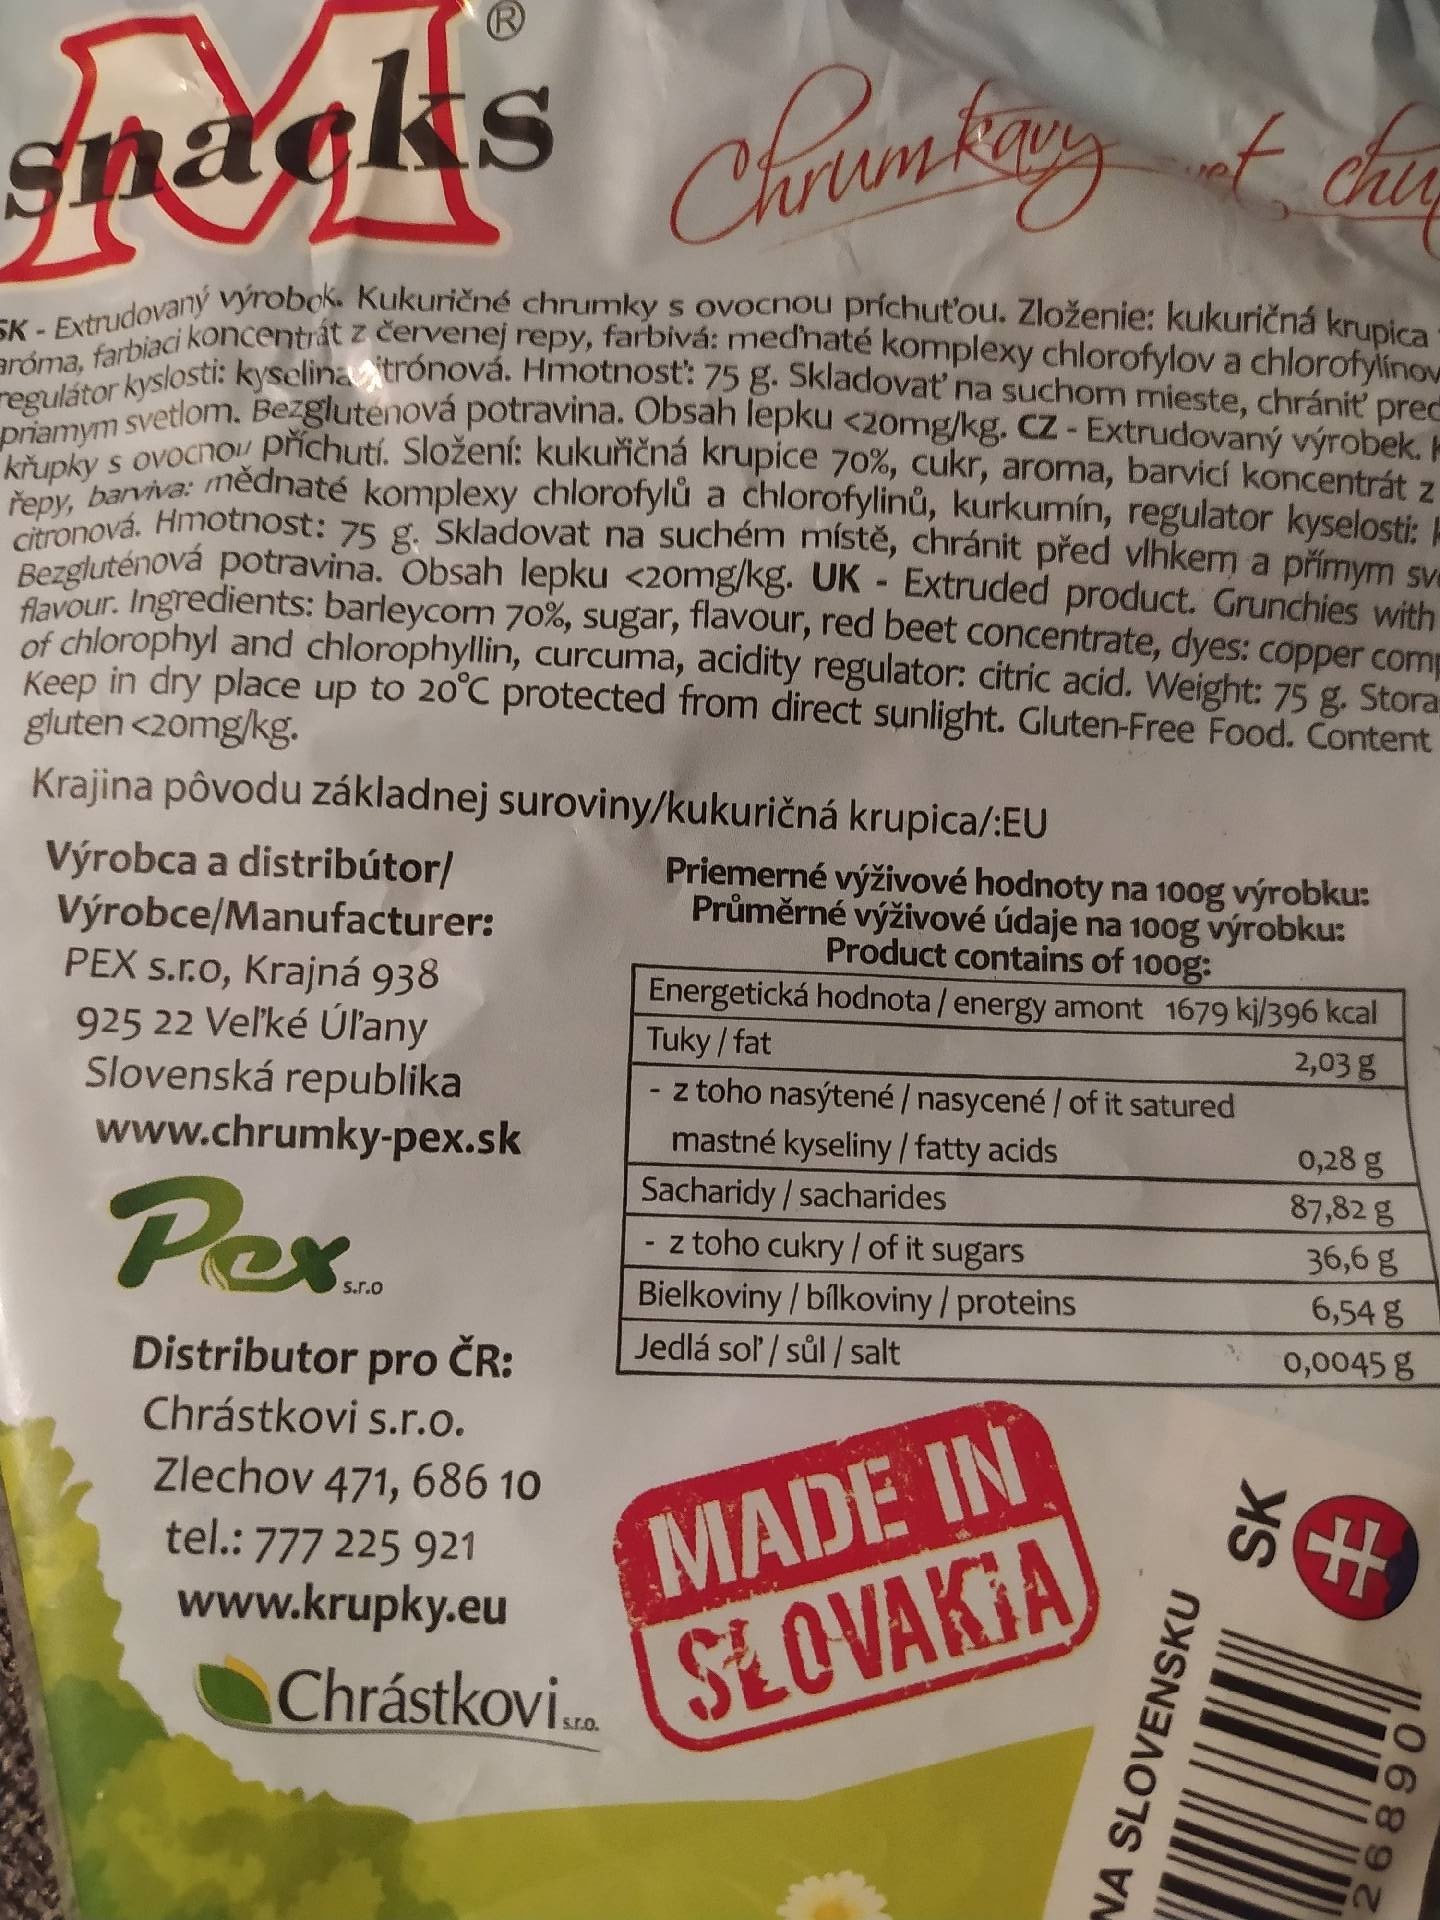 M®
snacks
Chrumkavý svet chu
SK - Extrudovaný výrobok. Kukuričné chrumky s ovocnou príchuťou. Zloženie: kukuričná krupica
aróma, farbiaci koncentrát z červenej repy, farbivá: meďnaté komplexy chlorofylov a chlorofylínov
regulátor kyslosti: kyselina citrónová. Hmotnosť: 75 g. Skladovať na suchom mieste, chrániť pred
priamym svetlom. Bezgluténová potravina. Obsah lepku <20mg/kg. CZ - Extrudovaný výrobek. K
křupky s ovocnou příchutí. Složení: kukuřičná krupice 70%, cukr, aroma, barvicí koncentrát z
řepy, barviva: mědnaté komplexy chlorofylů a chlorofylinů, kurkumín, regulator kyselosti: k
citronová. Hmotnost: 75 g. Skladovat na suchém místě, chránit před vlhkem a přímym sv
Bezgluténová potravina. Obsah lepku <20mg/kg. UK - Extruded product. Grunchies with
flavour. Ingredients: barleycorn 70%, sugar, flavour, red beet concentrate, dyes: copper comp
of chlorophyl and chlorophyllin, curcuma, acidity regulator: citric acid. Weight: 75 g. Stora
Keep in dry place up to 20°C protected from direct sunlight. Gluten-Free Food. Content
gluten <20mg/kg.
Krajina pôvodu základnej suroviny/kukuričná krupica/:EU
Výrobca a distribútor/
Výrobce/Manufacturer:
PEX s.r.o, Krajná 938
925 22 Veľké Úľany
Slovenská republika
www.chrumky-pex.sk
Pex s.r.o
Distributor pro ČR:
Chrástkovi s.r.o.
Zlechov 471, 686 10
tel.: 777 225 921
www.krupky.eu
Chrástkovi s.r.o.
Priemerné výživové hodnoty na 100g výrobku:
Průměrné výživové údaje na 100g výrobku:
Product contains of 100g:
Energetická hodnota / energy amont 1679 kj/396 kcal
Tuky / fat 2,03 g
- z toho nasýtené / nasycené / of it satured
mastné kyseliny / fatty acids 0,28 g
Sacharidy / sacharides 87,82 g
- z toho cukry / of it sugars 36,6 g
Bielkoviny / bílkoviny / proteins 6,54 g
Jedlá soľ / sůl / salt 0,0045 g
MADE IN
SLOVAKIA
SK
NA SLOVENSKU
268901